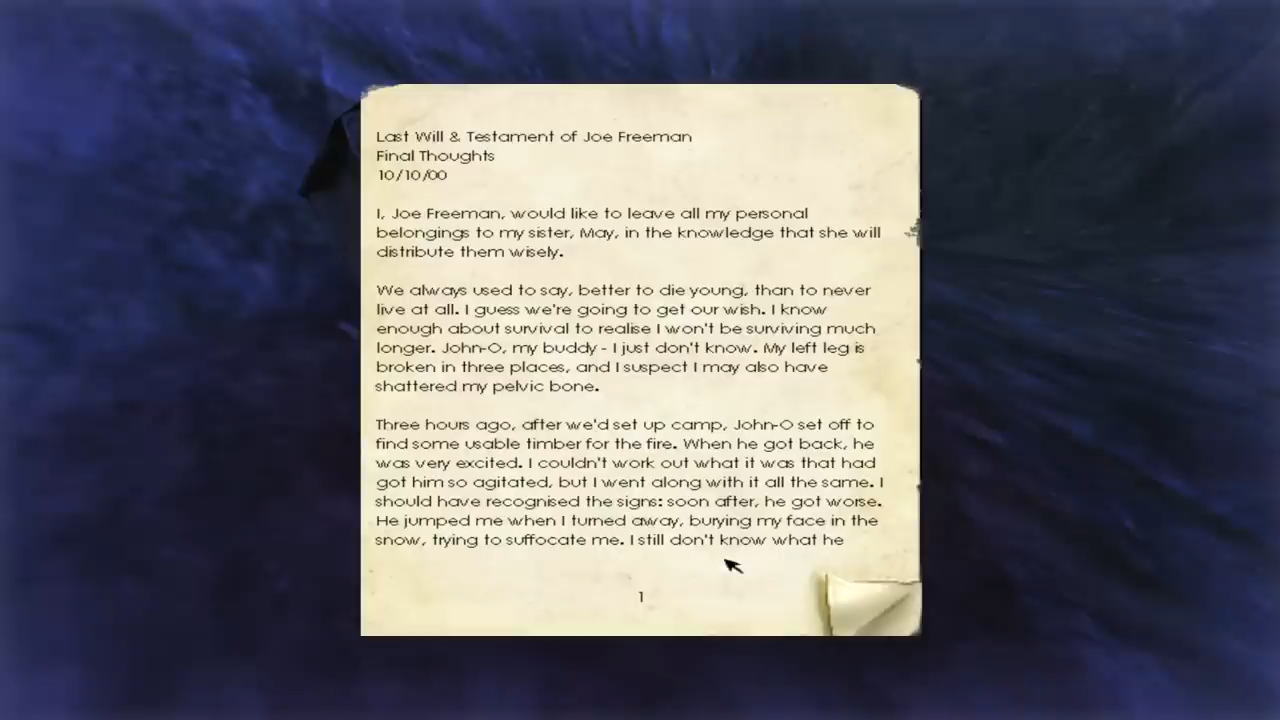 Last Will & Testament of Joe Freeman
Final Thoughts
10/10/00
I, Joe Freeman, would like to leave all my personal
belongings to my sister, May, in the knowledge that she will
distribute them wisely.
We always used to say, better to die young, than to never
live at all. I guess we're going to get our wish. I know
enough about survival to realise I won't be surviving much
longer. John-O, my buddy - I just don't know. My left leg is
broken in three places, and I suspect I may also have
shattered my pelvic bone.
Three hours ago, after we'd set up camp, John-O set off to
find some usable timber for the fire. When he got back, he
was very excited. I couldn't work out what it was that had
got him so agitated, but I went along with it all the same. I
should have recognised the signs: soon after, he got worse.
He jumped me when I turned away, burying my face in the
snow, trying to suffocate me. I still don't know what he
1